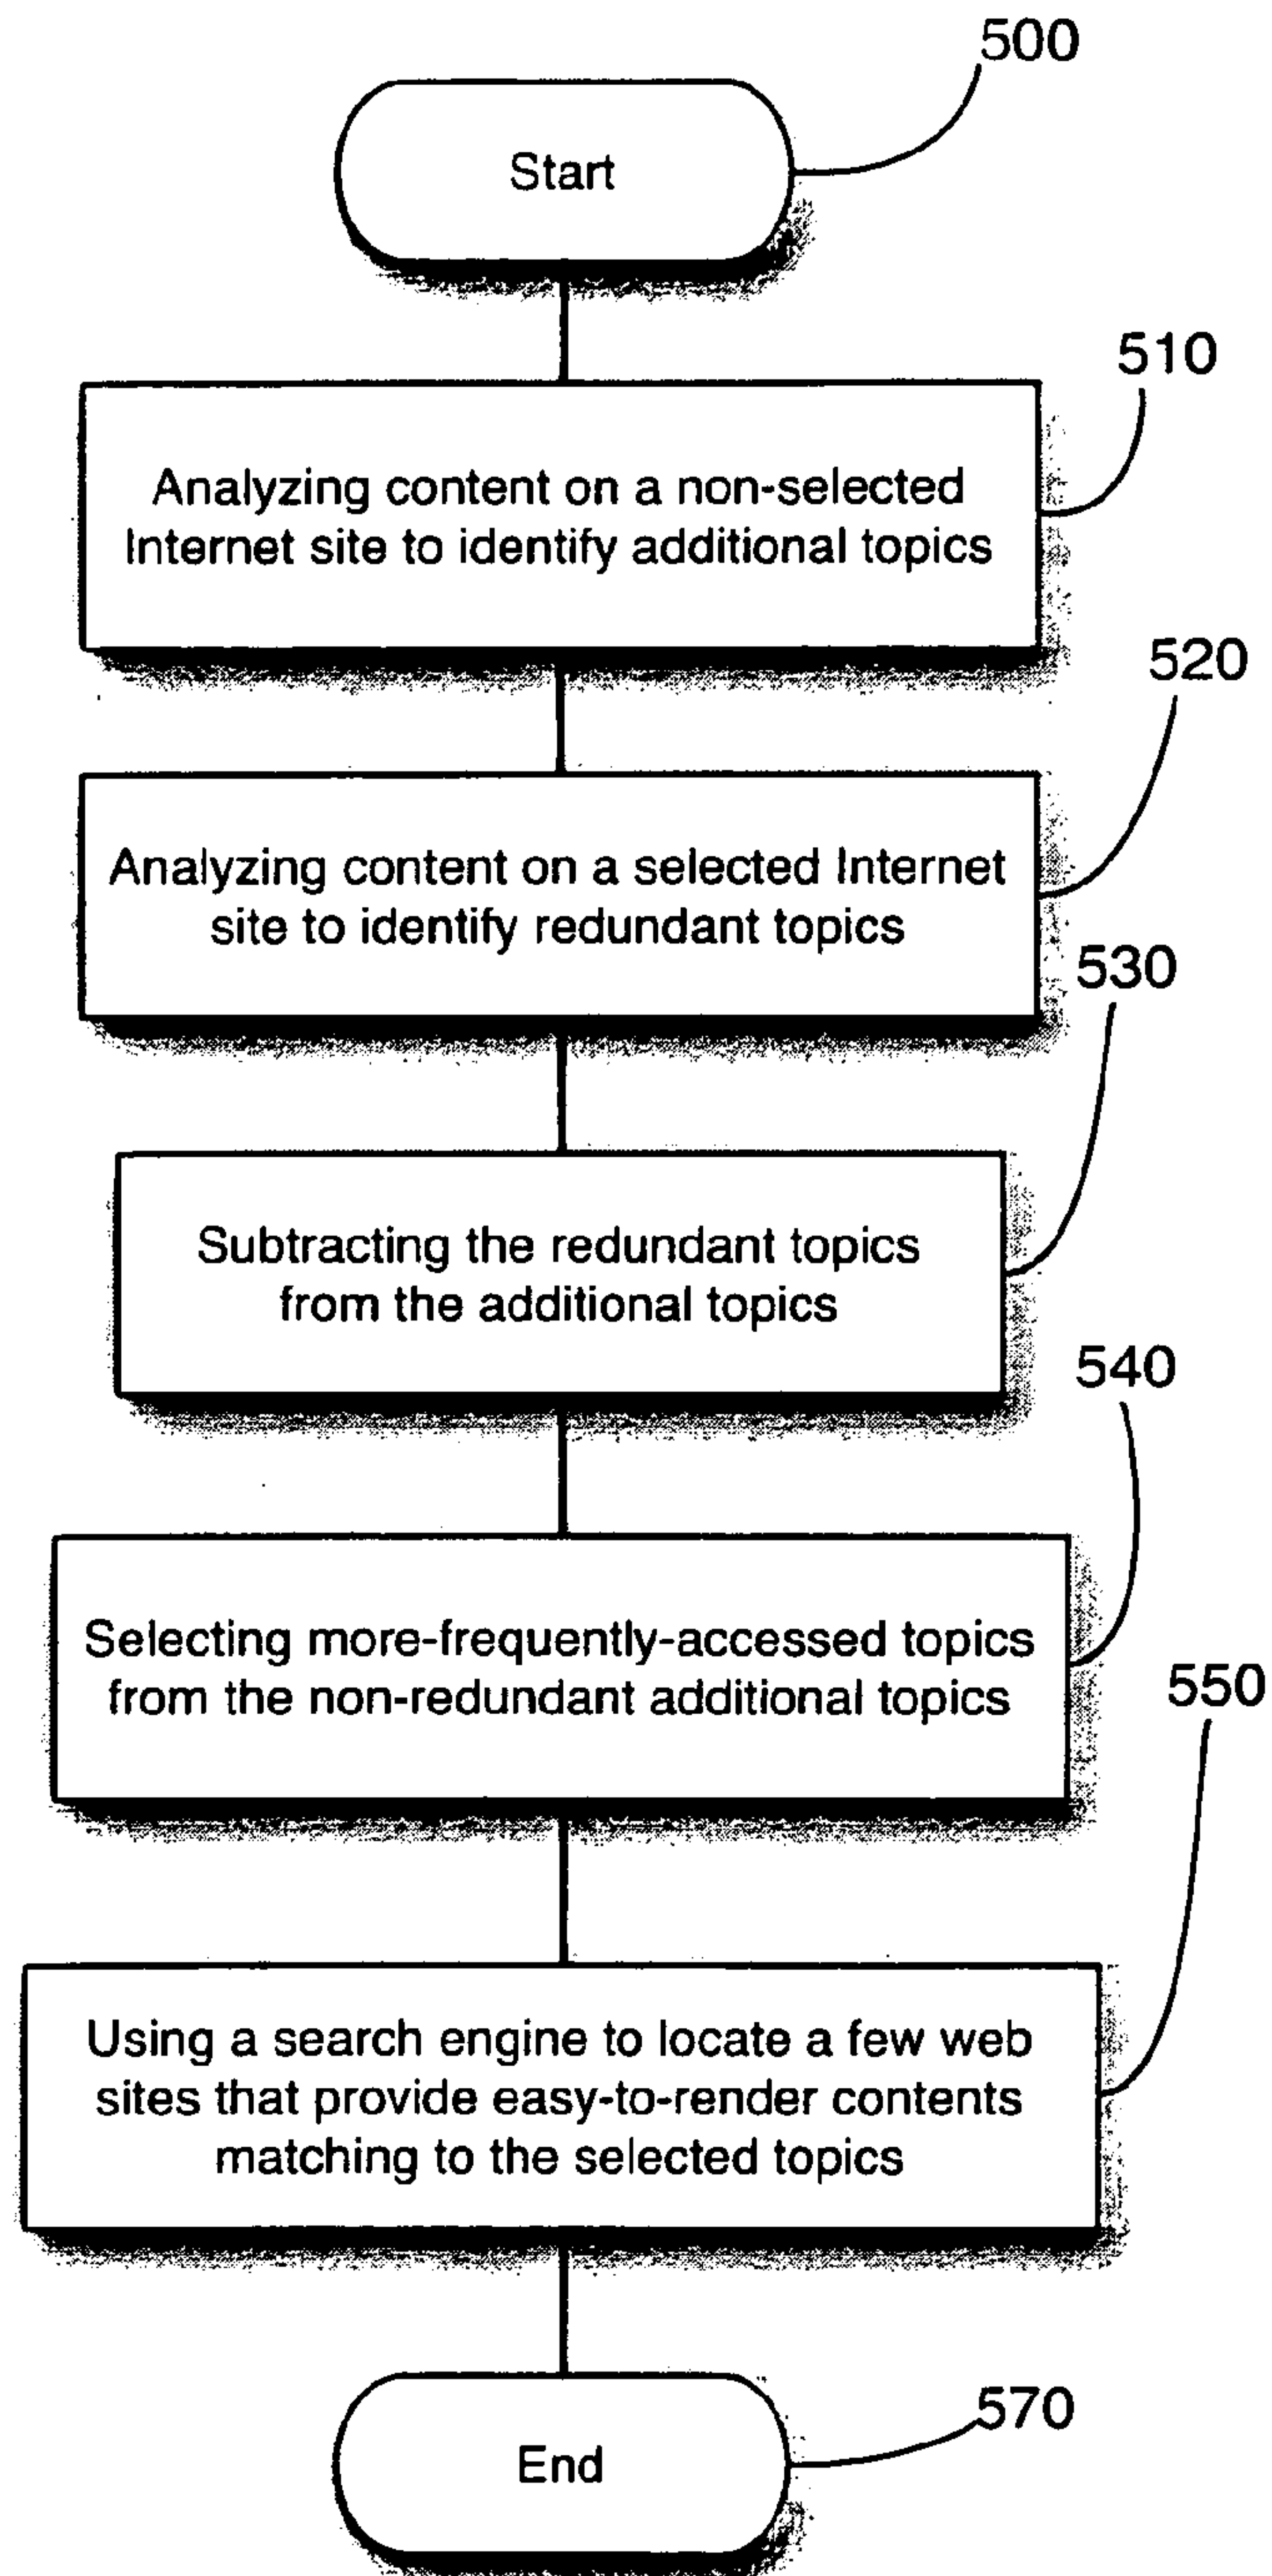 500
Start
510
Analyzing content on a non-selected
Internet site to identify additional topics
520
Analyzing content on a selected Internet
site to identify redundant topics
530
Subtracting the redundant topics
from the additional topics
540
Selecting more-frequently-accessed topics
from the non-redundant additional topics
550
Using a search engine to locate a few web
sites that provide easy-to-render contents
matching to the selected topics
570
End